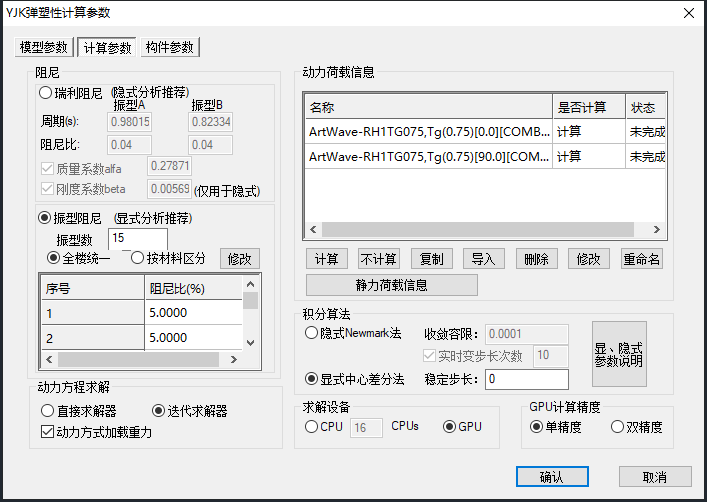 YJK弹塑性计算参数
模型参数 计算参数 构件参数
阻尼
瑞利阻尼 (隐式分析推荐)
振型A 振型B
周期(s): 0.98015 0.82334
阻尼比: 0.04 0.04
质量系数alfa 0.27871
刚度系数beta 0.00569 (仅用于隐式)
振型阻尼 (显式分析推荐)
振型数 15
全楼统一 按材料区分 修改
序号 阻尼比(%)
1 5.0000
2 5.0000
动力方程求解
直接求解器 迭代求解器
动力方式加载重力
动力荷载信息
名称 是否计算 状态
ArtWave-RH1TG075,Tg(0.75)[0.0][COMB... 计算 未完成
ArtWave-RH1TG075,Tg(0.75)[90.0][COM... 计算 未完成
计算 不计算 复制 导入 删除 修改 重命名
静力荷载信息
积分算法
隐式Newmark法 收敛容限: 0.0001
实时变步长次数 10
显式中心差分法 稳定步长: 0
显、隐式
参数说明
求解设备
CPU 16 CPUs GPU
GPU计算精度
单精度 双精度
确认 取消